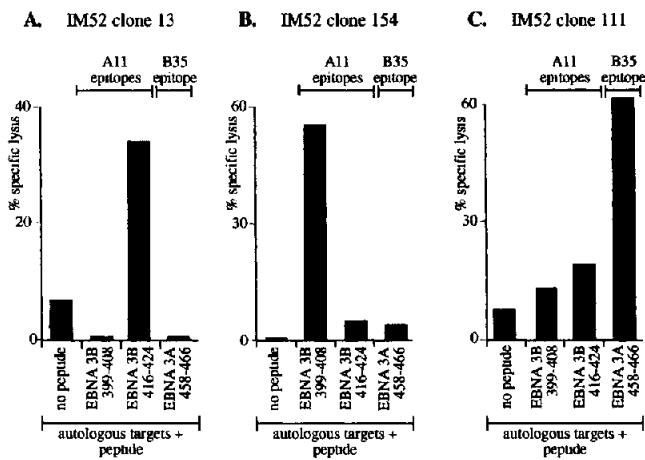 A. IM52 clone 13
A11 epitopes
B35 epitope
% specific lysis
40
20
0
no peptide
EBNA 3B 399-408
EBNA 3B 416-424
EBNA 3A 458-466
autologous targets + peptide
B. IM52 clone 154
A11 epitopes
B35 epitope
% specific lysis
60
30
0
no peptide
EBNA 3B 399-408
EBNA 3B 416-424
EBNA 3A 458-466
autologous targets + peptide
C. IM52 clone 111
A11 epitopes
B35 epitope
% specific lysis
60
30
0
no peptide
EBNA 3B 399-408
EBNA 3B 416-424
EBNA 3A 458-466
autologous targets + peptide